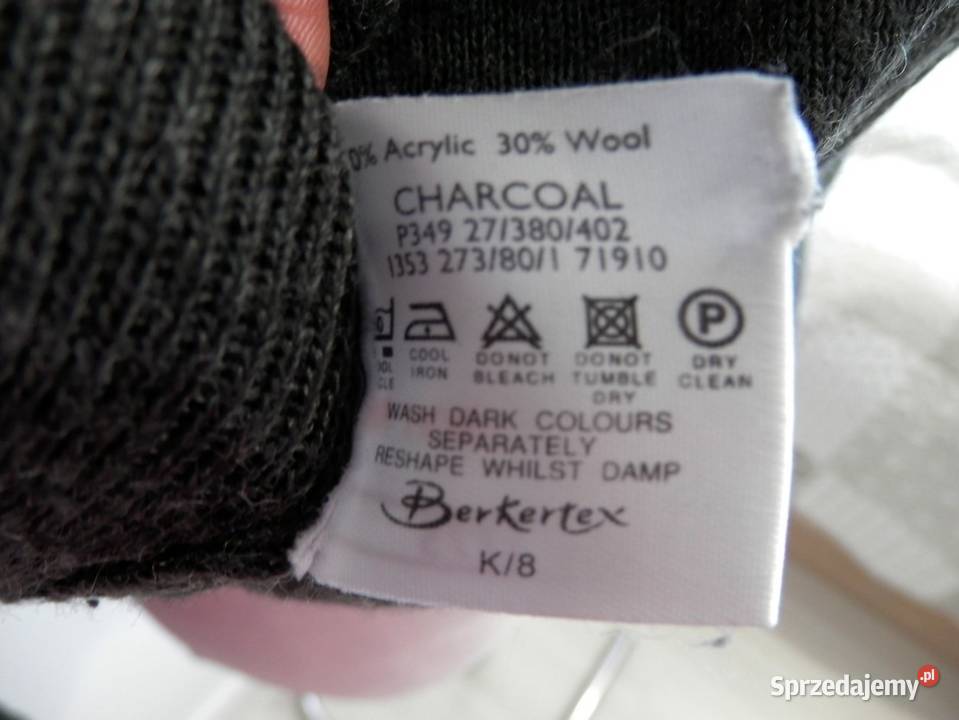 0% Acrylic 30% Wool
CHARCOAL
P349 27/380/402
1353 273/80/1 71910
COOL IRON
DO NOT BLEACH
DO NOT TUMBLE DRY
P
DRY CLEAN
WASH DARK COLOURS
SEPARATELY
RESHAPE WHILST DAMP
Berkertex
K/8
Sprzedajemy.pl